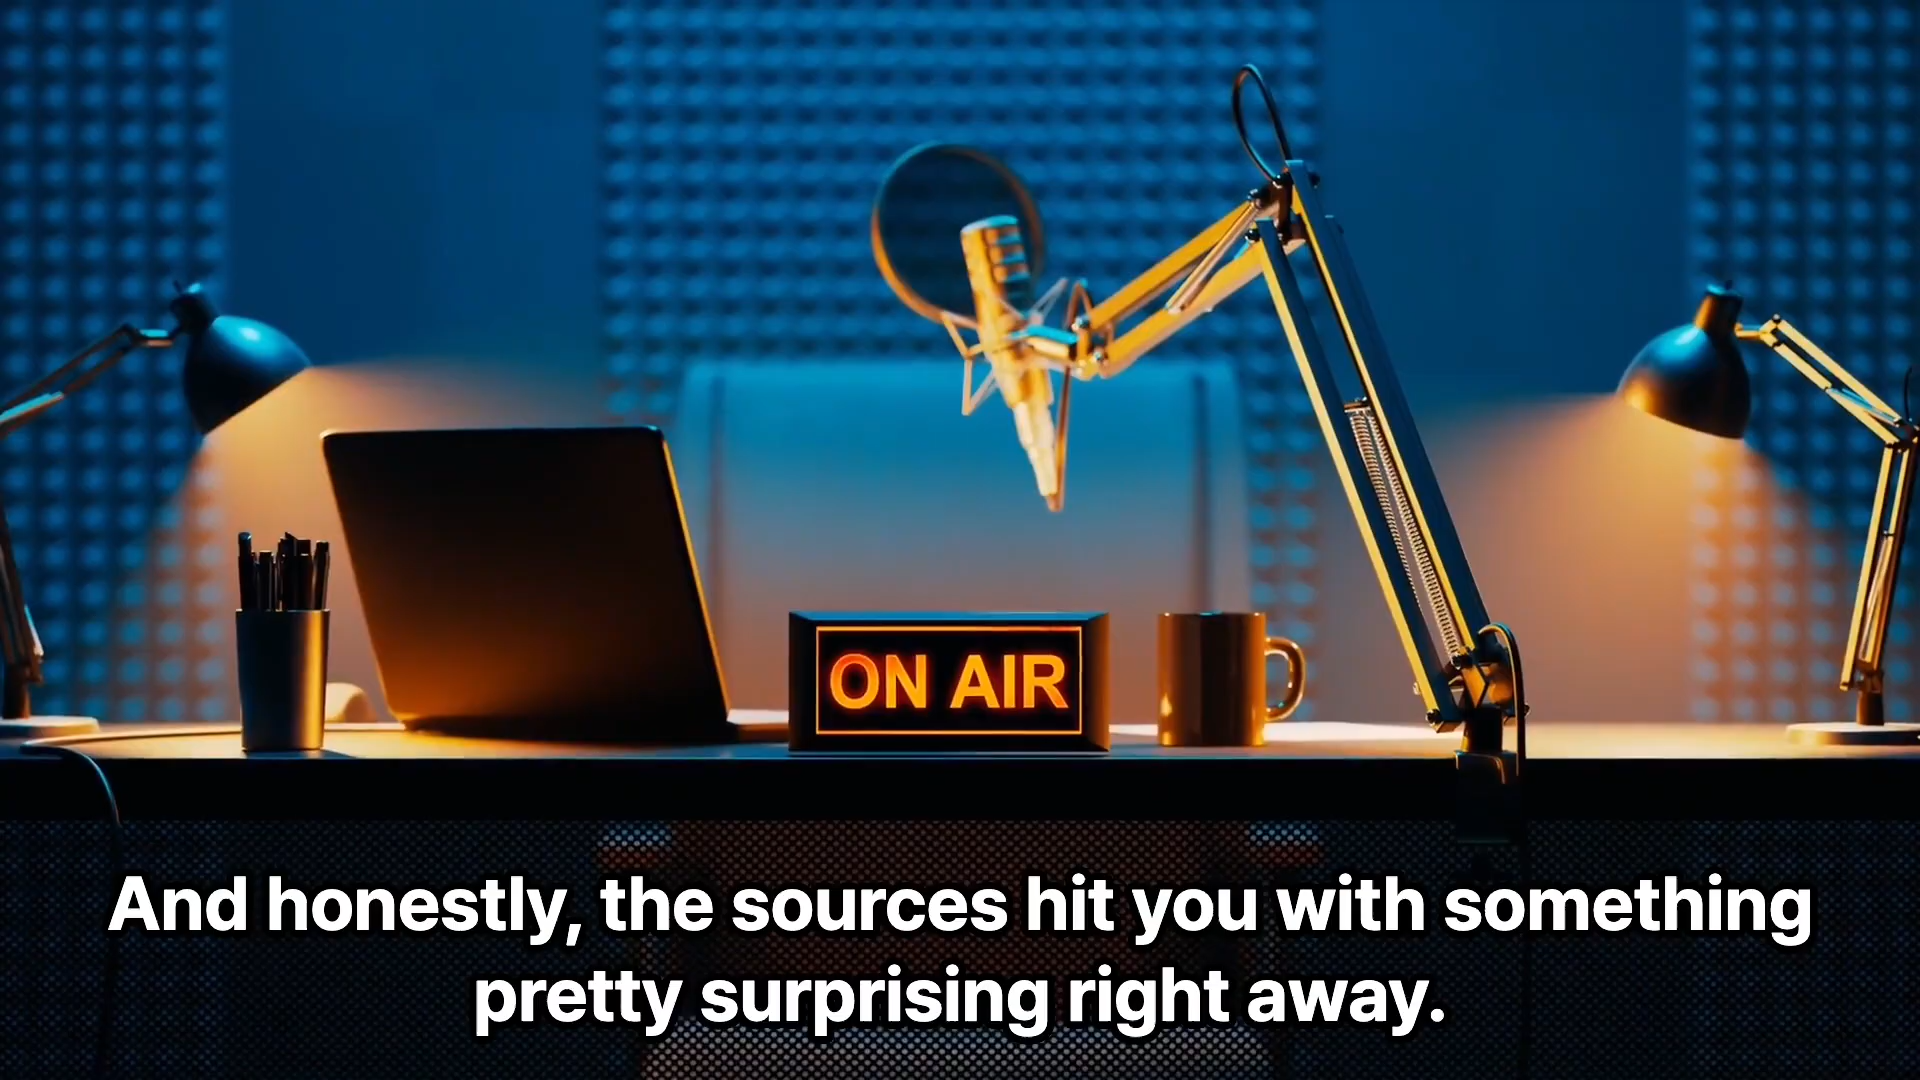 ON AIR
And honestly, the sources hit you with something
pretty surprising right away.